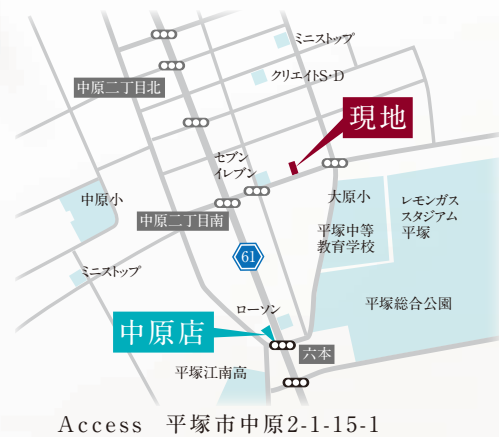 ミニストップ
中原二丁目北
クリエイトS・D
現地
セブン
イレブン
中原小
大原小
レモンガス
スタジアム
平塚
中原二丁目南
平塚中等
教育学校
61
ミニストップ
ローソン
平塚総合公園
中原店
六本
平塚江南高
Access 平塚市中原2-1-15-1